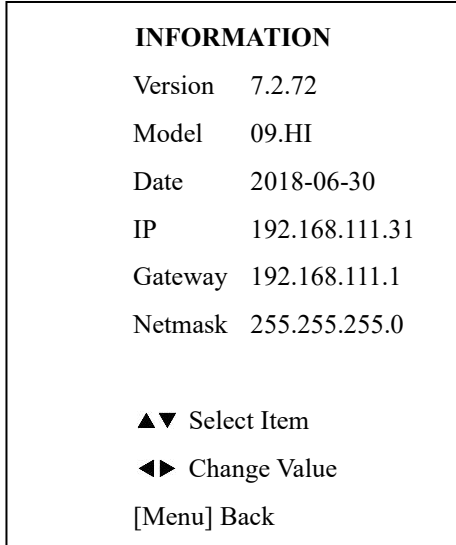 INFORMATION
Version 7.2.72
Model 09.HI
Date 2018-06-30
IP 192.168.111.31
Gateway 192.168.111.1
Netmask 255.255.255.0
▲▼ Select Item
◄► Change Value
[Menu] Back